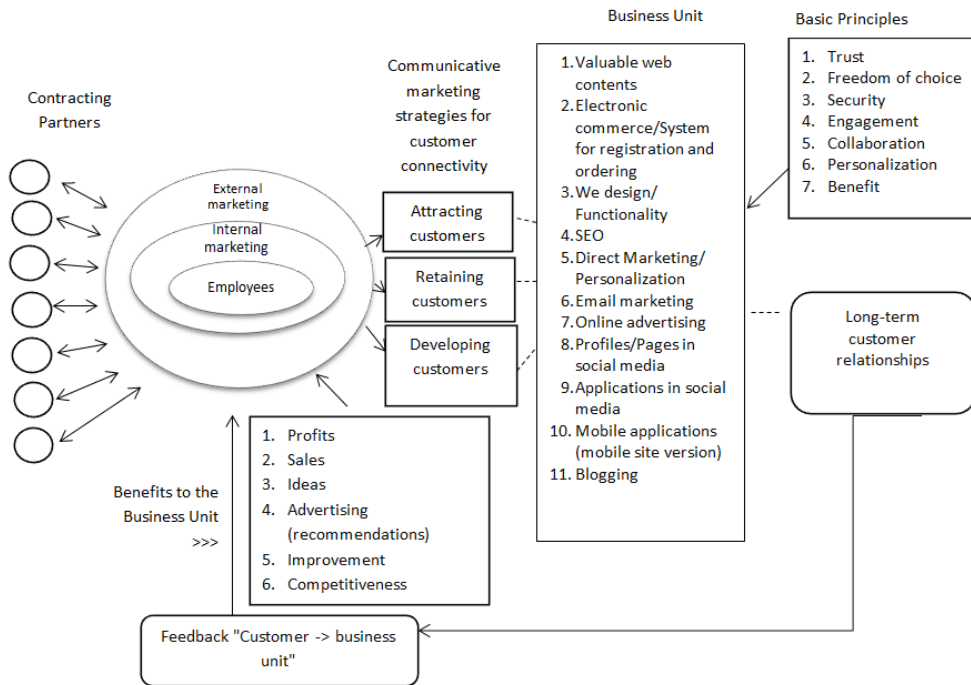 Contracting
Partners
External
marketing
Internal
marketing
Employees
Communicative
marketing
strategies for
customer
connectivity
Attracting
customers
Retaining
customers
Developing
customers
Business Unit
1. Valuable web
contents
2. Electronic
commerce/System
for registration and
ordering
3. We design/
Functionality
4. SEO
5. Direct Marketing/
Personalization
6. Email marketing
7. Online advertising
8. Profiles/Pages in
social media
9. Applications in social
media
10. Mobile applications
(mobile site version)
11. Blogging
Basic Principles
1. Trust
2. Freedom of choice
3. Security
4. Engagement
5. Collaboration
6. Personalization
7. Benefit
Long-term
customer
relationships
Benefits to the
Business Unit
>>>
1. Profits
2. Sales
3. Ideas
4. Advertising
(recommendations)
5. Improvement
6. Competitiveness
Feedback "Customer -> business
unit"